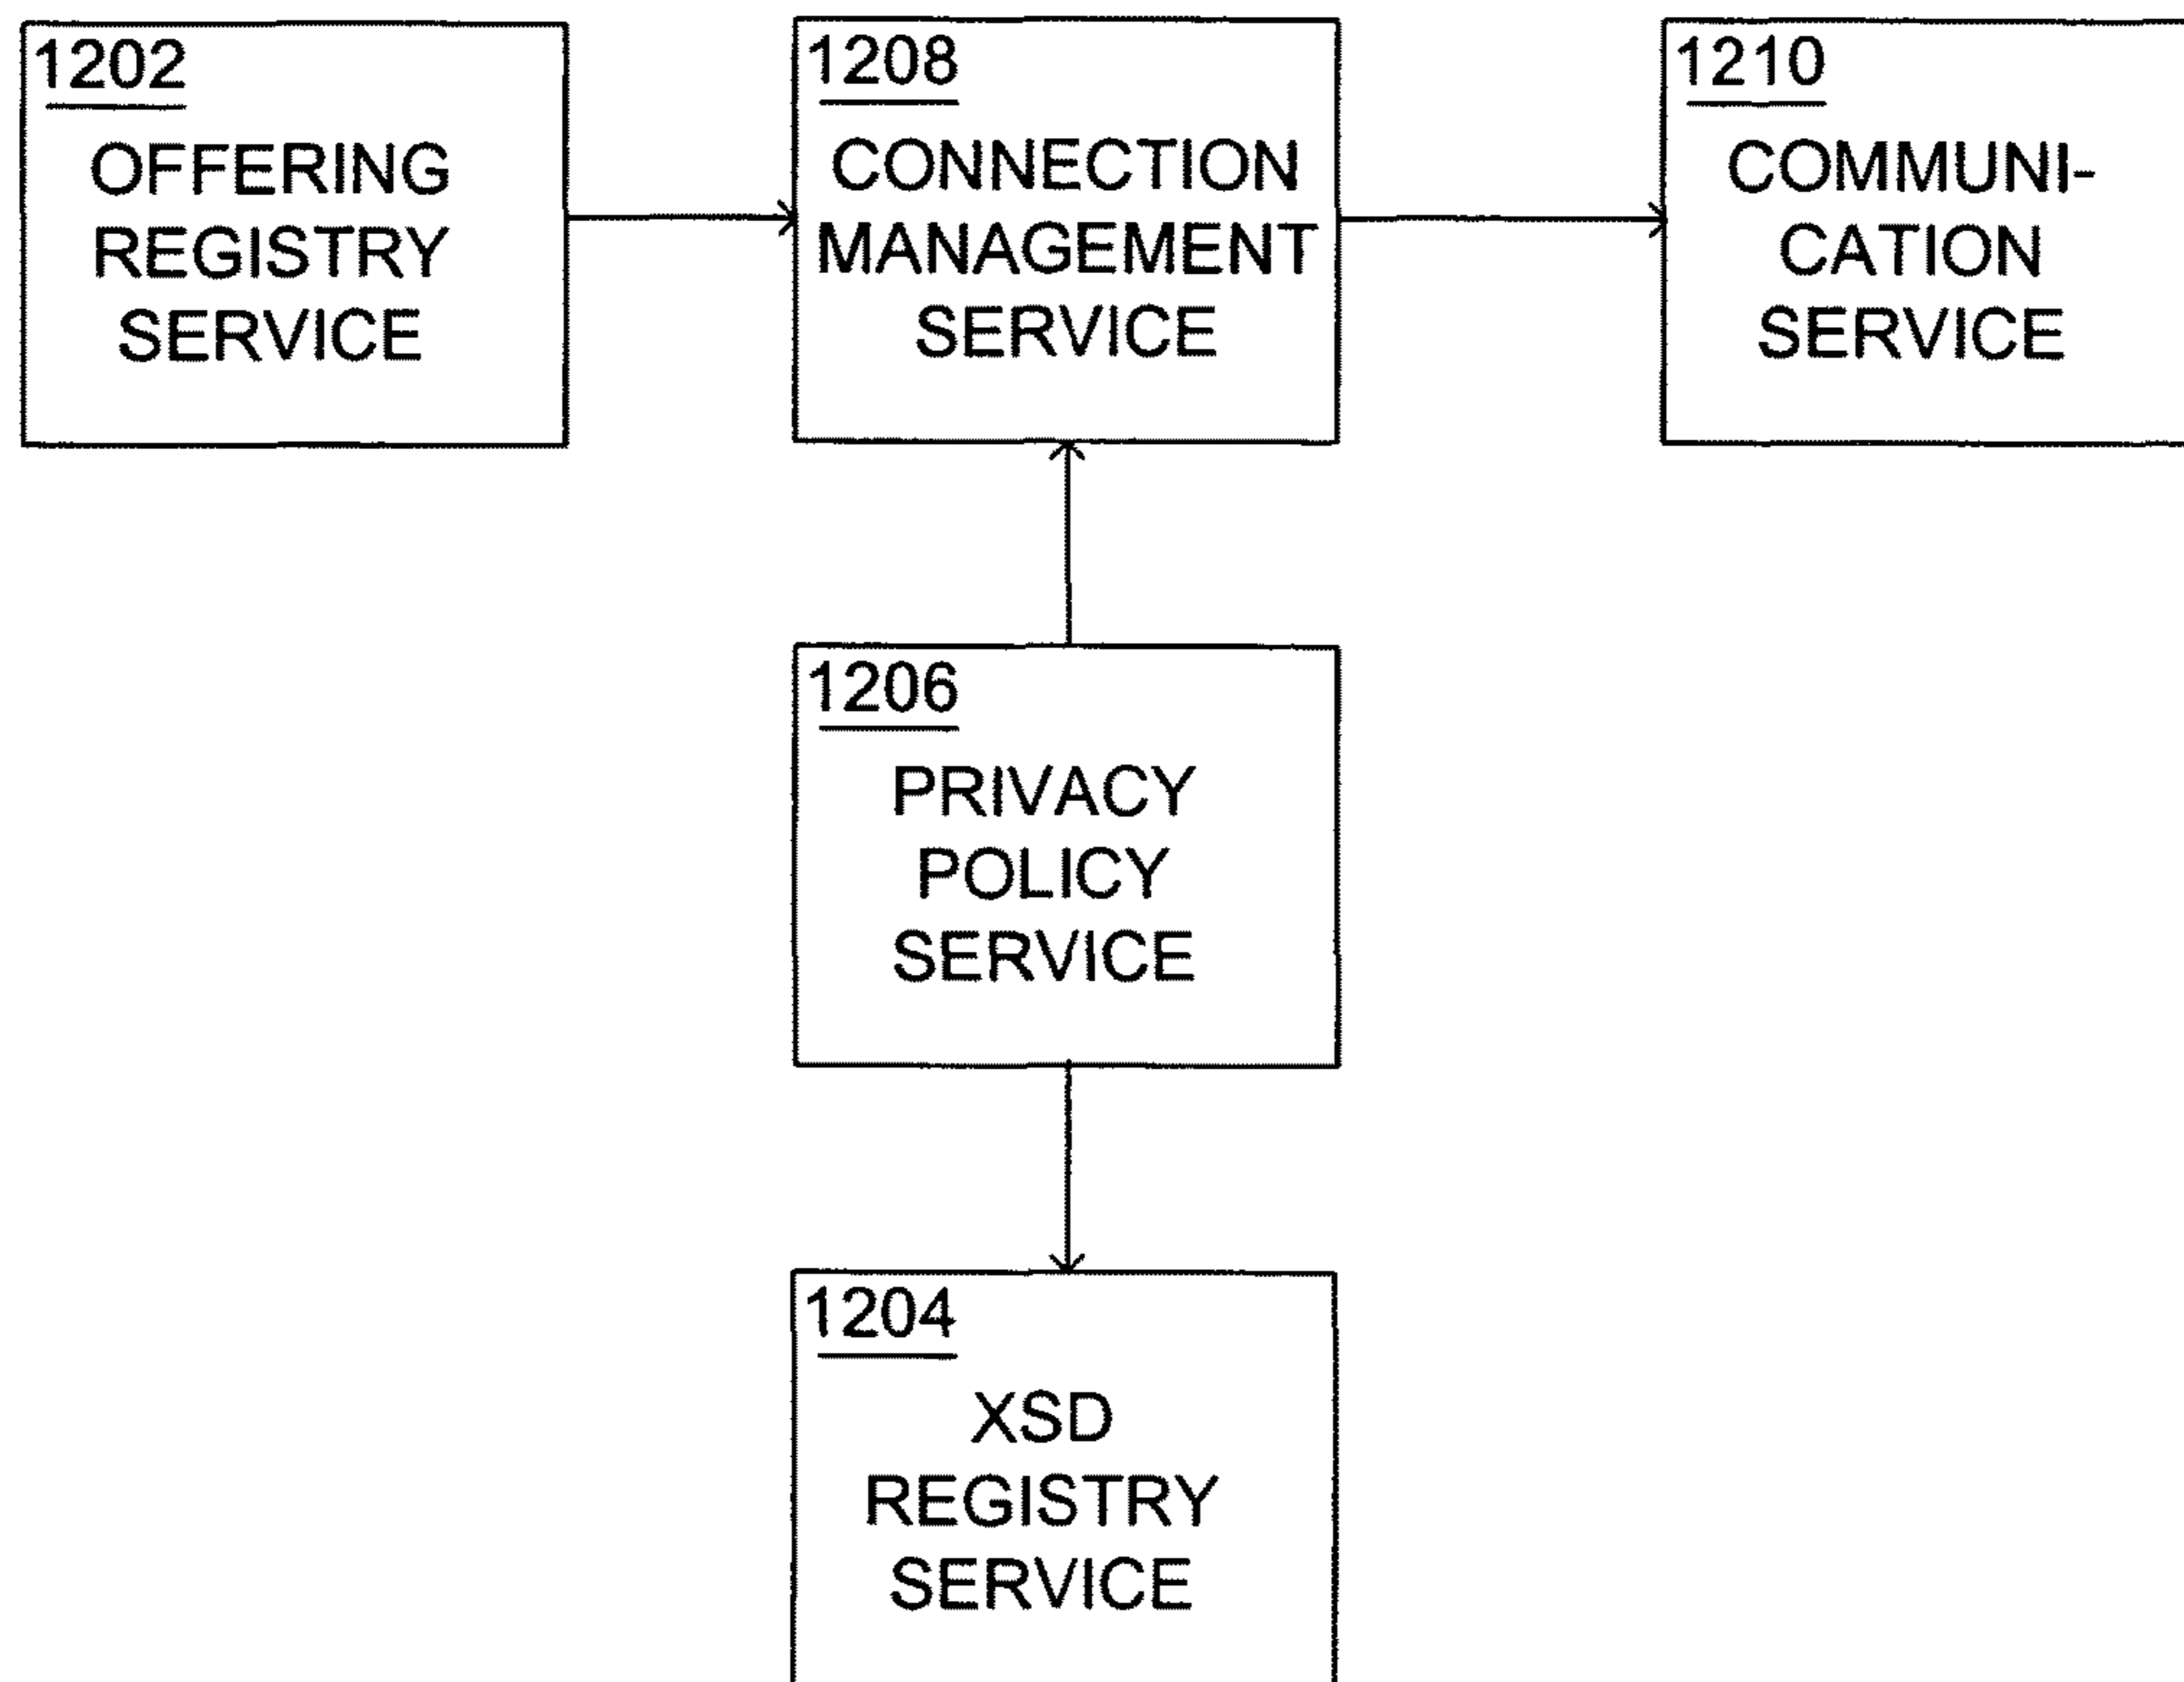 1202
OFFERING
REGISTRY
SERVICE
1208
CONNECTION
MANAGEMENT
SERVICE
1210
COMMUNI-
CATION
SERVICE
1206
PRIVACY
POLICY
SERVICE
1204
XSD
REGISTRY
SERVICE